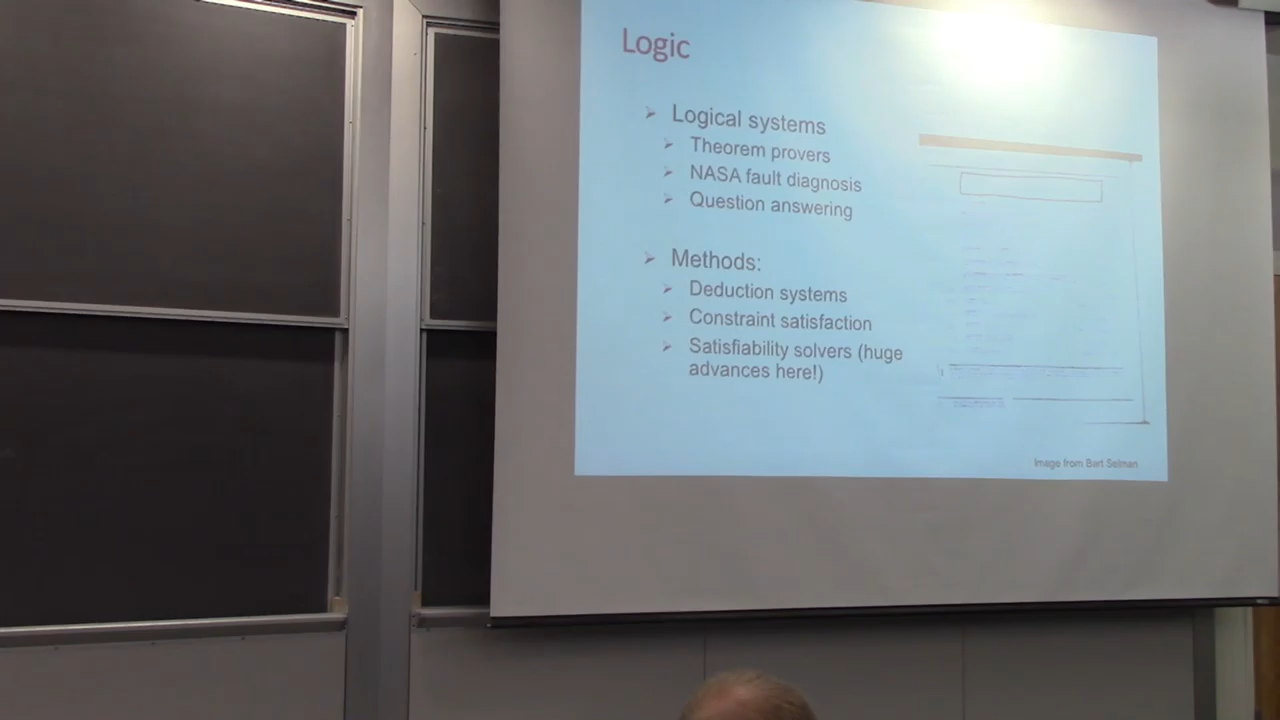 Logic
Logical systems
Theorem provers
NASA fault diagnosis
Question answering
Methods:
Deduction systems
Constraint satisfaction
Satisfiability solvers (huge
advances here!)
Image from Bart Selman